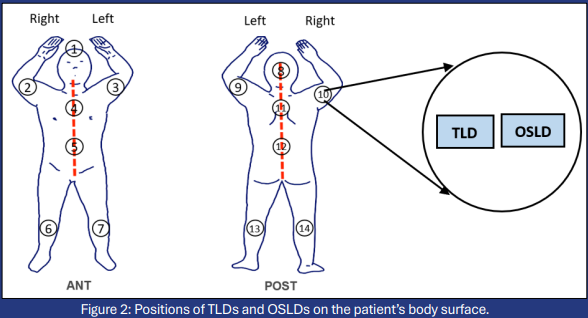 Right Left
1
2
3
4
5
6
7
ANT
Left Right
8
9
10
11
12
13
14
POST
TLD OSLD
Figure 2: Positions of TLDs and OSLDs on the patient's body surface.